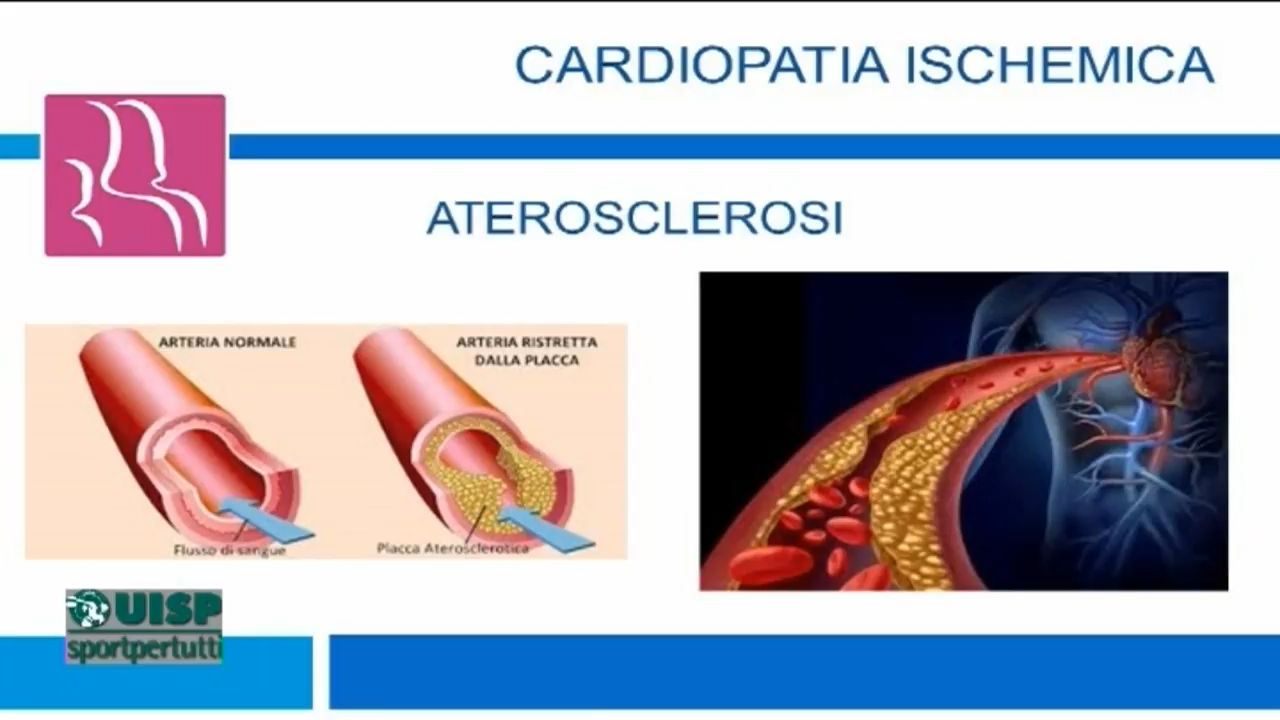 CARDIOPATIA ISCHEMICA
ATEROSCLEROSI
ARTERIA NORMALE
ARTERIA RISTRETTA
DALLA PLACCA
Flusso di sangue
Placca Aterosclerotica
UISP
sportpertutti